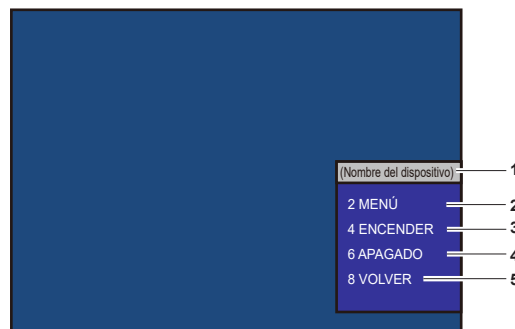 (Nombre del dispositivo) 1
2 MENÚ 2
4 ENCENDER 3
6 APAGADO 4
8 VOLVER 5